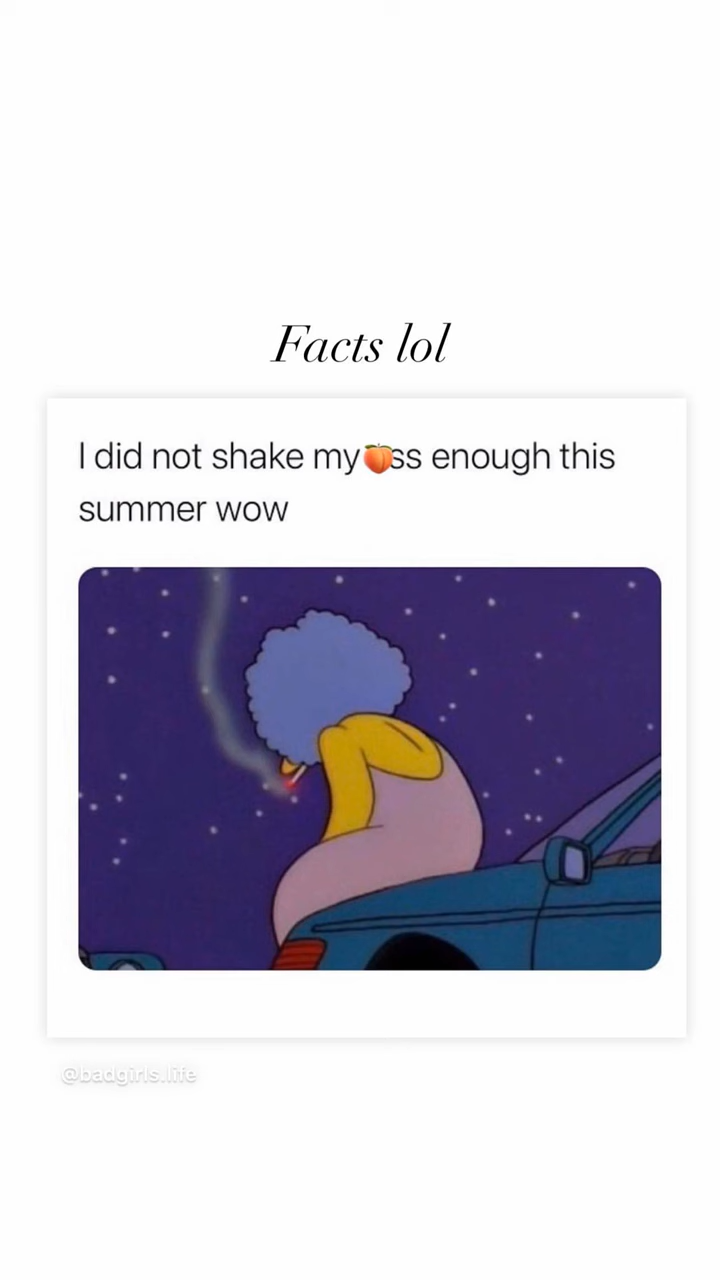 Facts lol
I did not shake my🍑ss enough this
summer wow
@badgirls.life